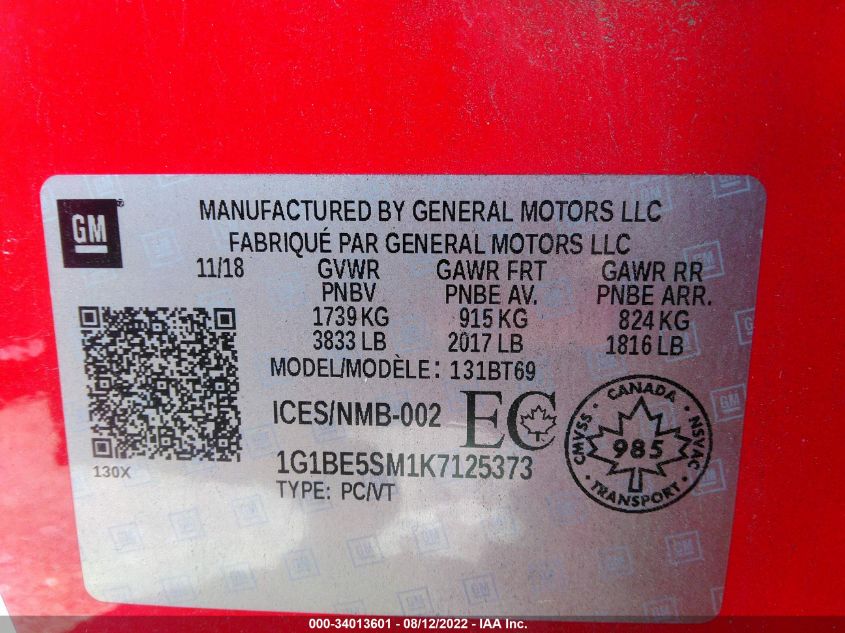 GM®
MANUFACTURED BY GENERAL MOTORS LLC
FABRIQUÉ PAR GENERAL MOTORS LLC
11/18 GVWR GAWR FRT GAWR RR
PNBV PNBE AV. PNBE ARR.
1739 KG 915 KG 824 KG
3833 LB 2017 LB 1816 LB
MODEL/MODÈLE: 131BT69
ICES/NMB-002 EC
CANADA
CMVSS 985 NSVAC
TRANSPORT
130X
1G1BE5SM1K7125373
TYPE: PC/VT
000-34013601 - 08/12/2022 - IAA Inc.